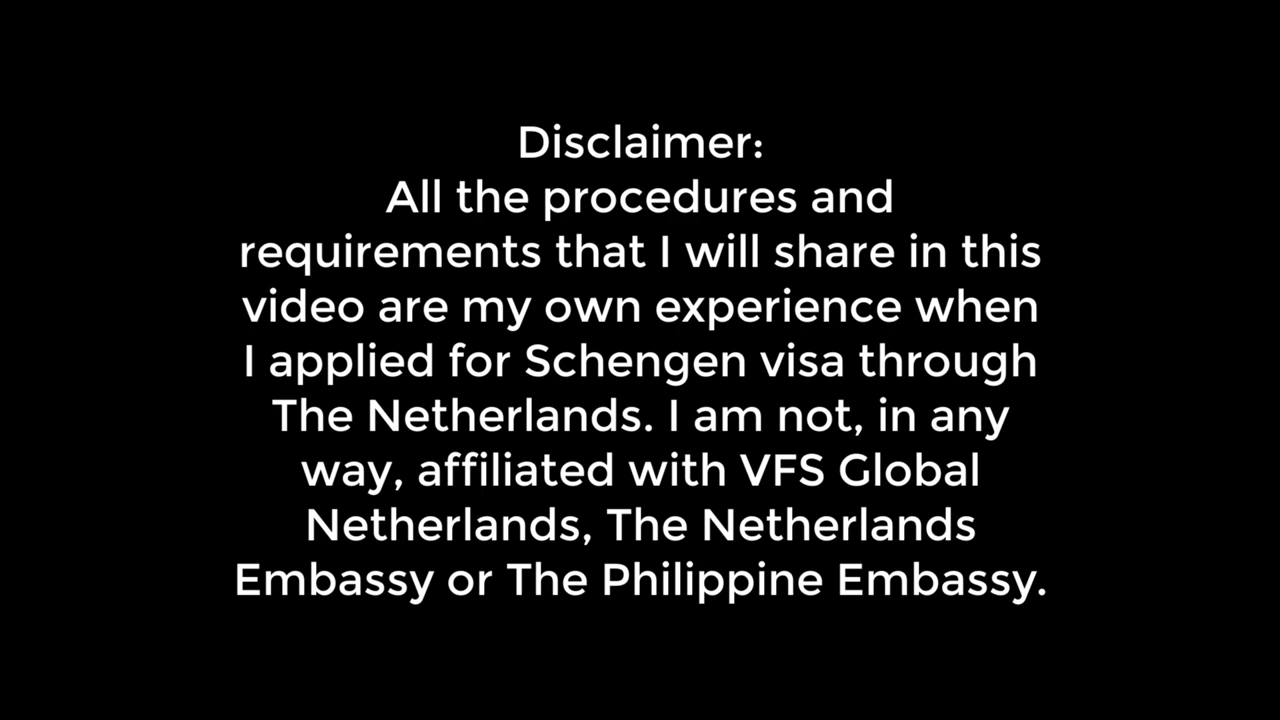 Disclaimer:
All the procedures and
requirements that I will share in this
video are my own experience when
I applied for Schengen visa through
The Netherlands. I am not, in any
way, affiliated with VFS Global
Netherlands, The Netherlands
Embassy or The Philippine Embassy.